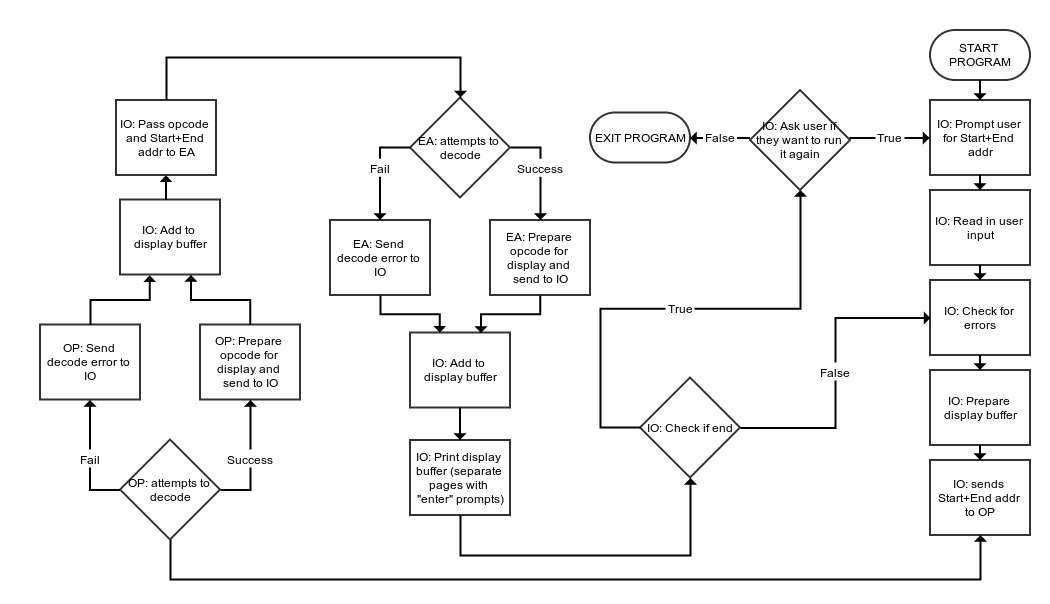 START
PROGRAM
IO: Prompt user
for Start+End
addr
IO: Read in user
input
IO: Check for
errors
IO: Prepare
display buffer
IO: sends
Start+End addr
to OP
OP: attempts to
decode
Fail
Success
OP: Send
decode error to
IO
OP: Prepare
opcode for
display and
send to IO
IO: Add to
display buffer
IO: Pass opcode
and Start+End
addr to EA
EA: attempts to
decode
Fail
Success
EA: Send
decode error to
IO
EA: Prepare
opcode for
display and
send to IO
IO: Add to
display buffer
IO: Print display
buffer (separate
pages with
"enter" prompts)
IO: Check if end
True
False
IO: Ask user if
they want to run
it again
True
False
EXIT PROGRAM